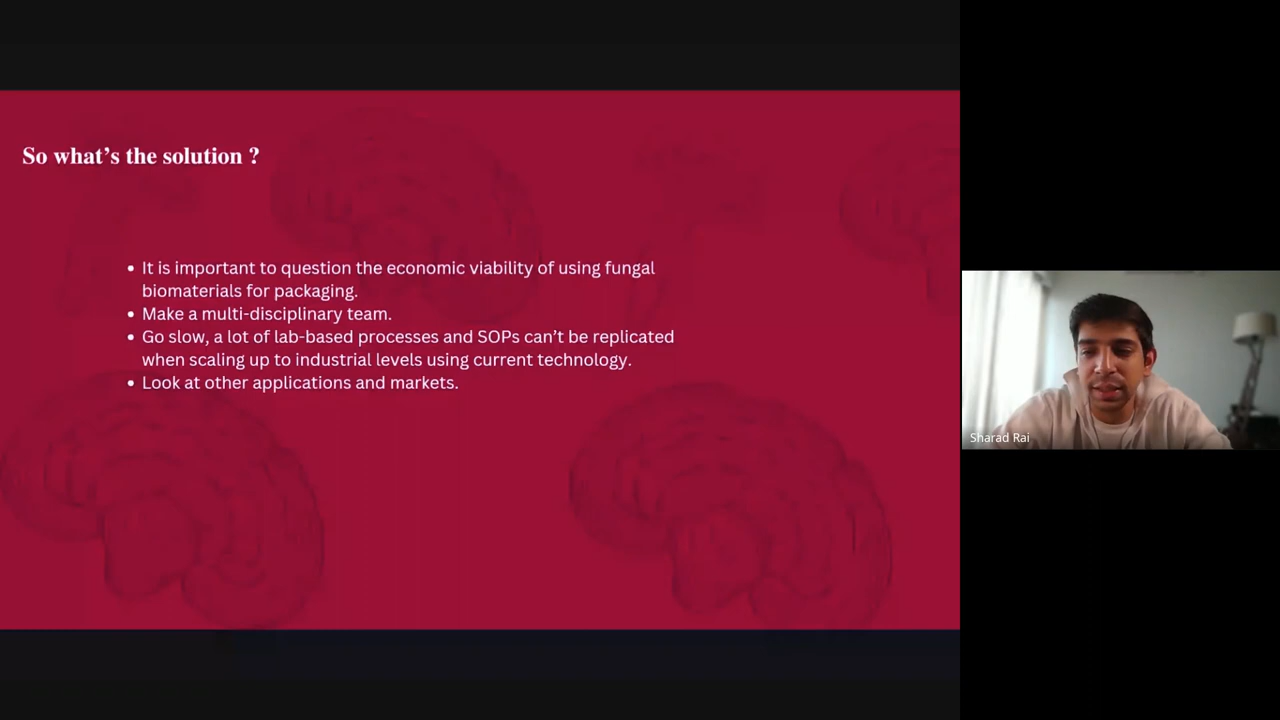 So what's the solution ?
• It is important to question the economic viability of using fungal
biomaterials for packaging.
• Make a multi-disciplinary team.
• Go slow, a lot of lab-based processes and SOPs can't be replicated
when scaling up to industrial levels using current technology.
• Look at other applications and markets.
Sharad Rai